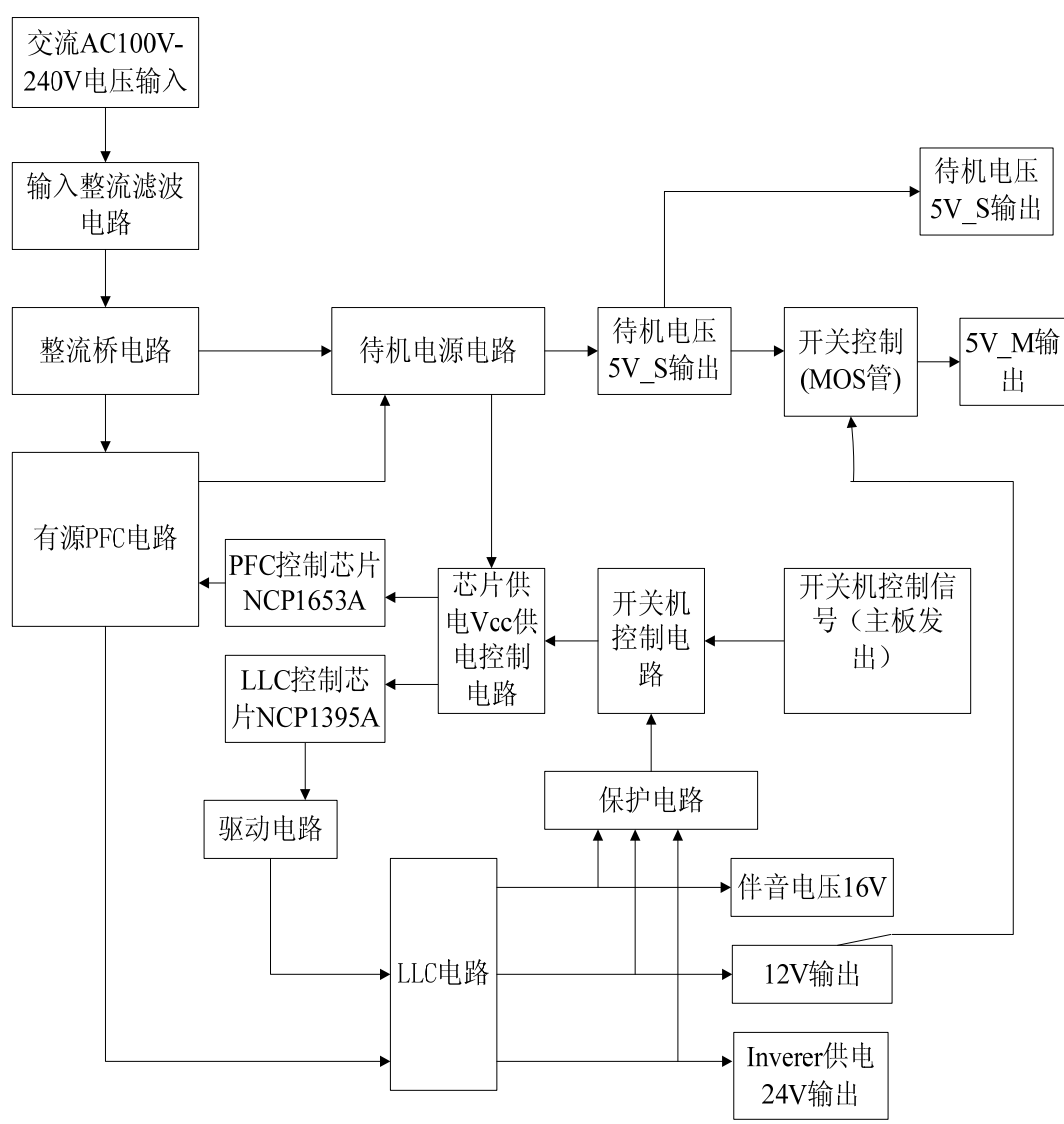 交流AC100V-
240V电压输入
输入整流滤波
电路
待机电压
5V_S输出
整流桥电路
待机电源电路
待机电压
5V_S输出
开关控制
(MOS管)
5V_M输
出
有源PFC电路
PFC控制芯片
NCP1653A
芯片供
电Vcc供
电控制
电路
开关机
控制电
路
开关机控制信
号（主板发
出）
LLC控制芯
片NCP1395A
驱动电路
保护电路
LLC电路
伴音电压16V
12V输出
Inverer供电
24V输出